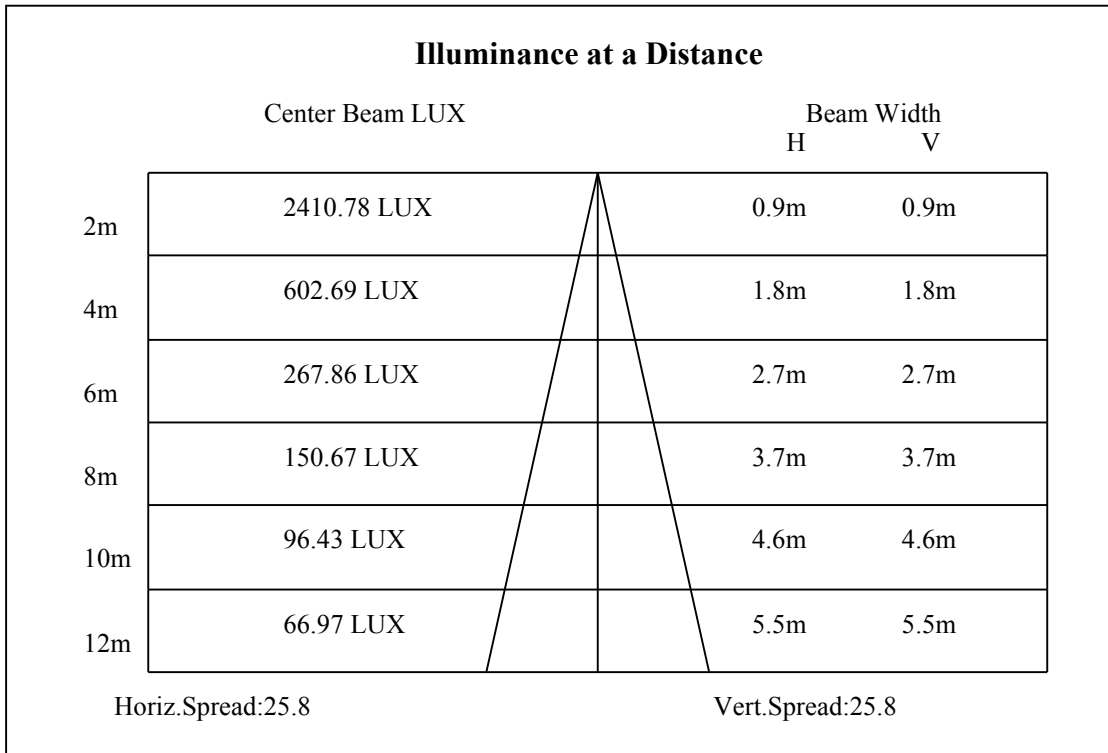 Illuminance at a Distance
Center Beam LUX Beam Width
H V
2m 2410.78 LUX 0.9m 0.9m
4m 602.69 LUX 1.8m 1.8m
6m 267.86 LUX 2.7m 2.7m
8m 150.67 LUX 3.7m 3.7m
10m 96.43 LUX 4.6m 4.6m
12m 66.97 LUX 5.5m 5.5m
Horiz.Spread:25.8 Vert.Spread:25.8